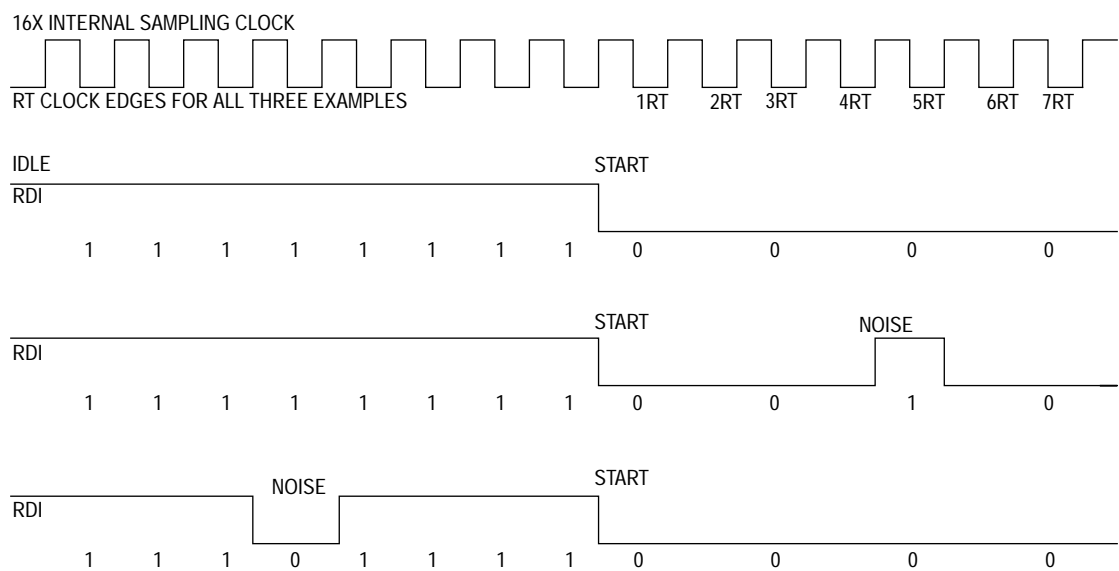 16X INTERNAL SAMPLING CLOCK
RT CLOCK EDGES FOR ALL THREE EXAMPLES 1RT 2RT 3RT 4RT 5RT 6RT 7RT
IDLE START
RDI
1 1 1 1 1 1 1 1 0 0 0 0
START NOISE
RDI
1 1 1 1 1 1 1 1 0 0 1 0
NOISE START
RDI
1 1 1 0 1 1 1 1 0 0 0 0